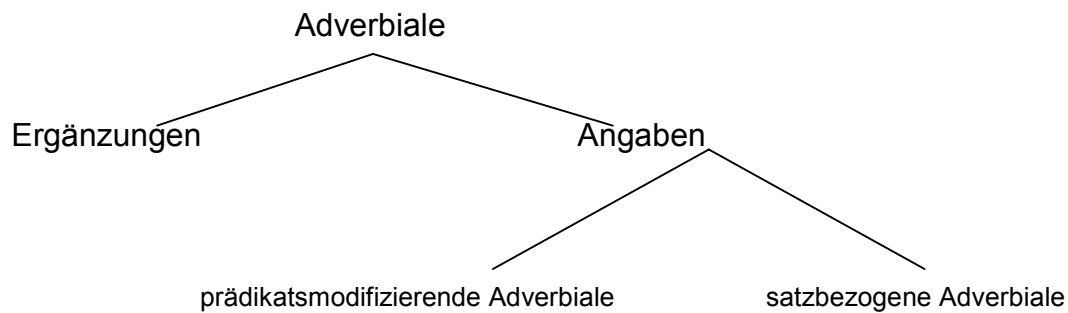 Adverbiale
Ergänzungen Angaben
prädikatsmodifizierende Adverbiale satzbezogene Adverbiale